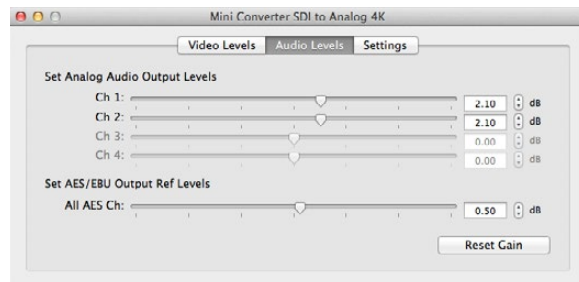 Mini Converter SDI to Analog 4K
Video Levels Audio Levels Settings
Set Analog Audio Output Levels
Ch 1: 2.10 dB
Ch 2: 2.10 dB
Ch 3: 0.00 dB
Ch 4: 0.00 dB
Set AES/EBU Output Ref Levels
All AES Ch: 0.50 dB
Reset Gain